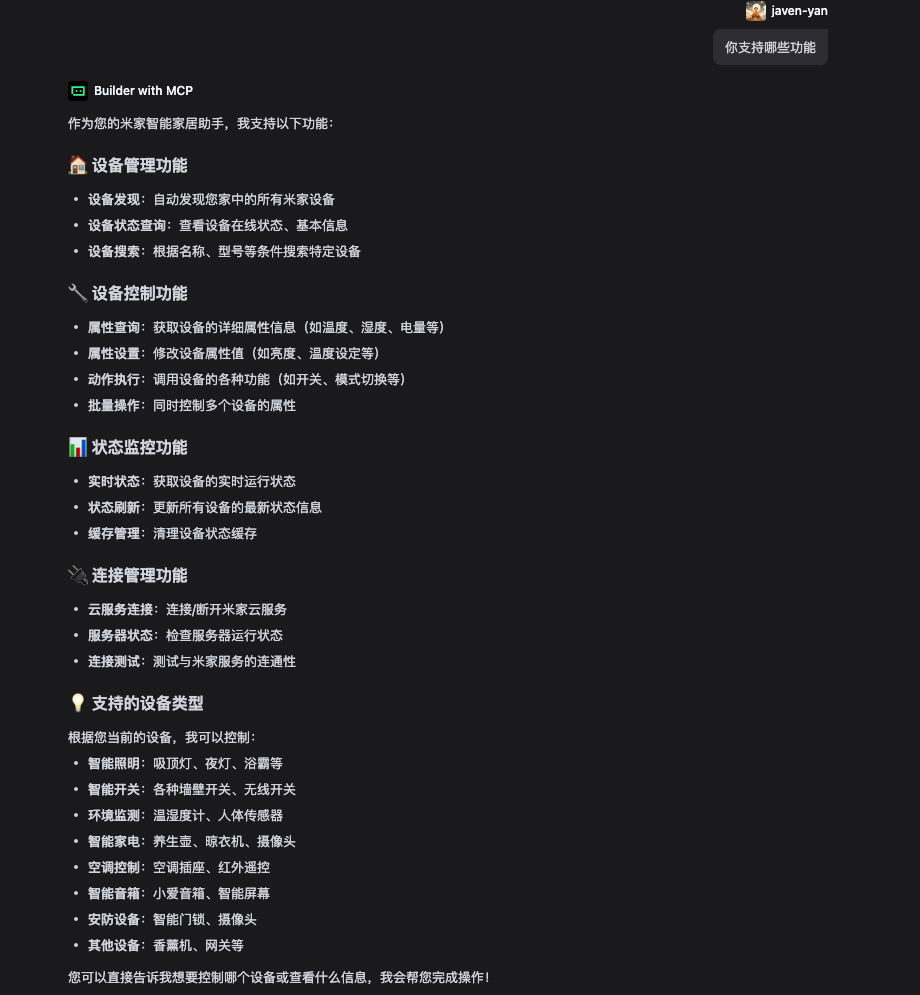 javen-yan
你支持哪些功能
Builder with MCP
作为您的米家智能家居助手，我支持以下功能：
🏠 设备管理功能
• 设备发现：自动发现您家中的所有米家设备
• 设备状态查询：查看设备在线状态、基本信息
• 设备搜索：根据名称、型号等条件搜索特定设备
🔧 设备控制功能
• 属性查询：获取设备的详细属性信息（如温度、湿度、电量等）
• 属性设置：修改设备属性值（如亮度、温度设定等）
• 动作执行：调用设备的各种功能（如开关、模式切换等）
• 批量操作：同时控制多个设备的属性
📊 状态监控功能
• 实时状态：获取设备的实时运行状态
• 状态刷新：更新所有设备的最新状态信息
• 缓存管理：清理设备状态缓存
🔌 连接管理功能
• 云服务连接：连接/断开米家云服务
• 服务器状态：检查服务器运行状态
• 连接测试：测试与米家服务的连通性
💡 支持的设备类型
根据您当前的设备，我可以控制：
• 智能照明：吸顶灯、夜灯、浴霸等
• 智能开关：各种墙壁开关、无线开关
• 环境监测：温湿度计、人体传感器
• 智能家电：养生壶、晾衣机、摄像头
• 空调控制：空调插座、红外遥控
• 智能音箱：小爱音箱、智能屏幕
• 安防设备：智能门锁、摄像头
• 其他设备：香薰机、网关等
您可以直接告诉我想要控制哪个设备或查看什么信息，我会帮您完成操作！